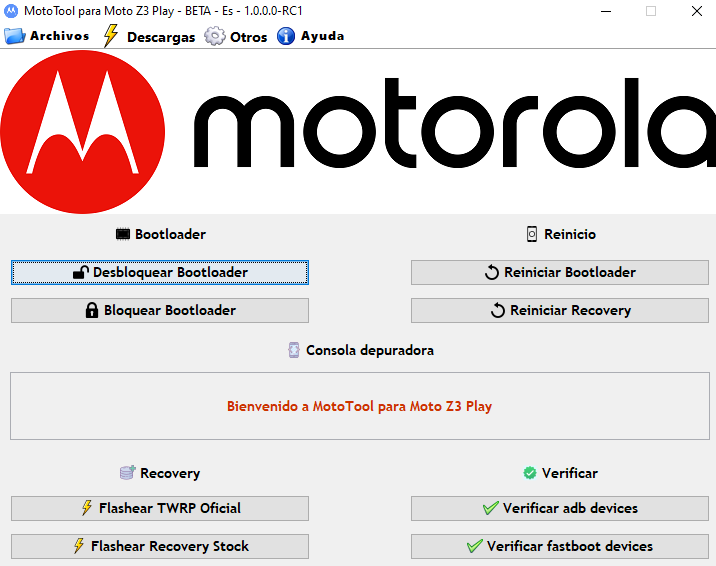 MotoTool para Moto Z3 Play - BETA - Es - 1.0.0.0-RC1
Archivos Descargas Otros Ayuda
motorola
Bootloader
Reinicio
Desbloquear Bootloader
Reiniciar Bootloader
Bloquear Bootloader
Reiniciar Recovery
Consola depuradora
Bienvenido a MotoTool para Moto Z3 Play
Recovery
Verificar
Flashear TWRP Oficial
Verificar adb devices
Flashear Recovery Stock
Verificar fastboot devices